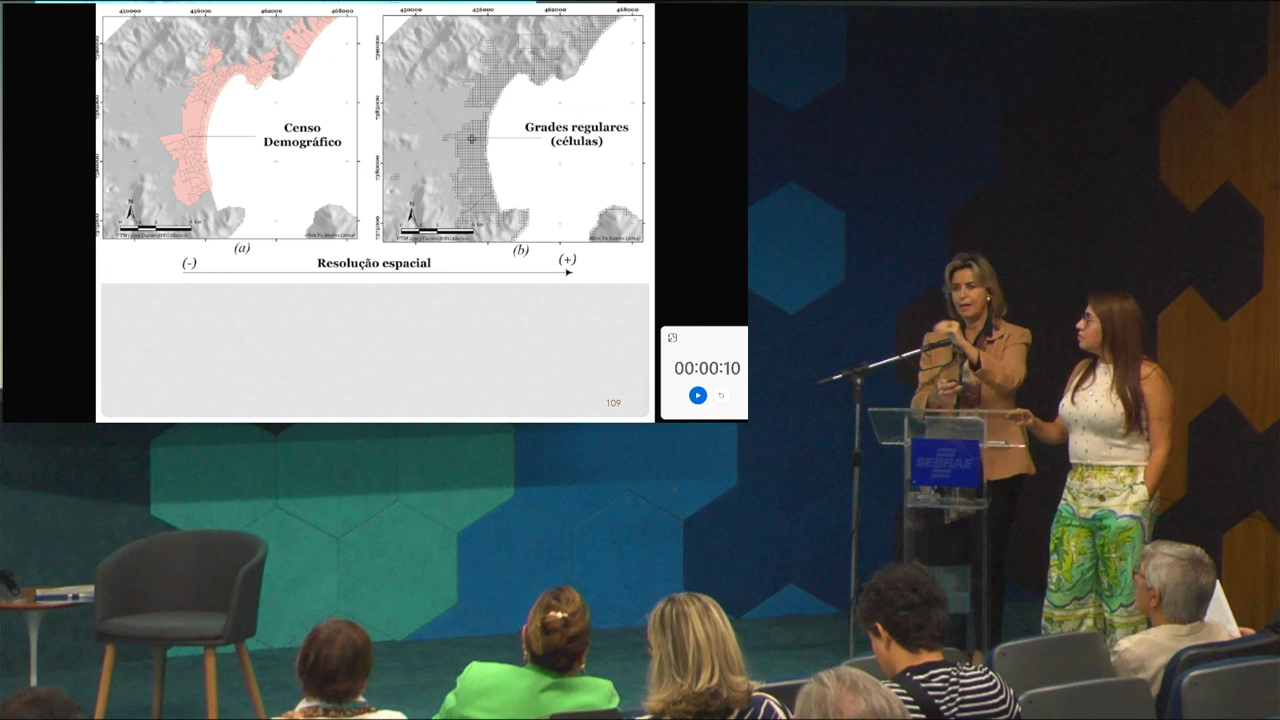 450000 456000 462000 468000
450000 456000 462000 468000
Censo
Demográfico
Grades regulares
(células)
N
N
(a)
(b)
(-)
Resolução espacial
(+)
109
00:00:10
SEBRAE